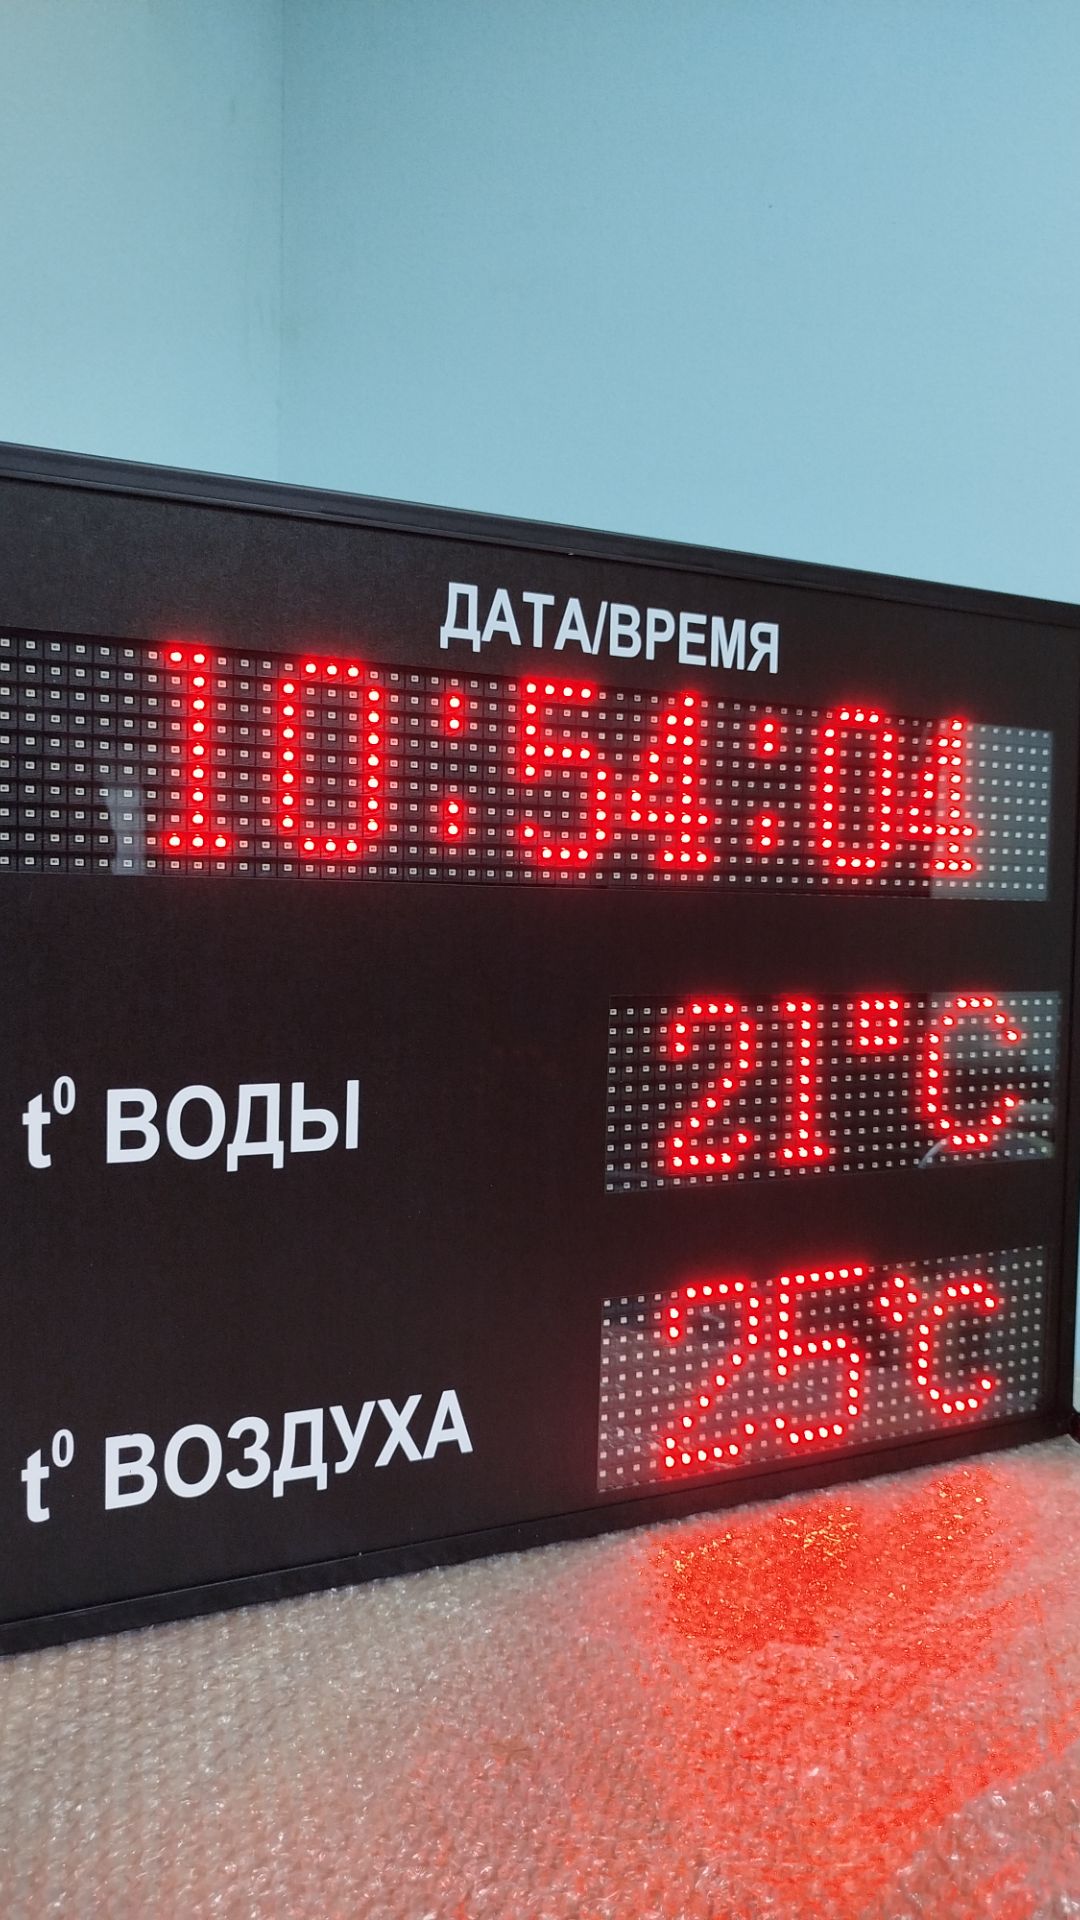 ДАТА/ВРЕМЯ
10:54:04
t⁰ ВОДЫ 21°C
t⁰ ВОЗДУХА 25°C